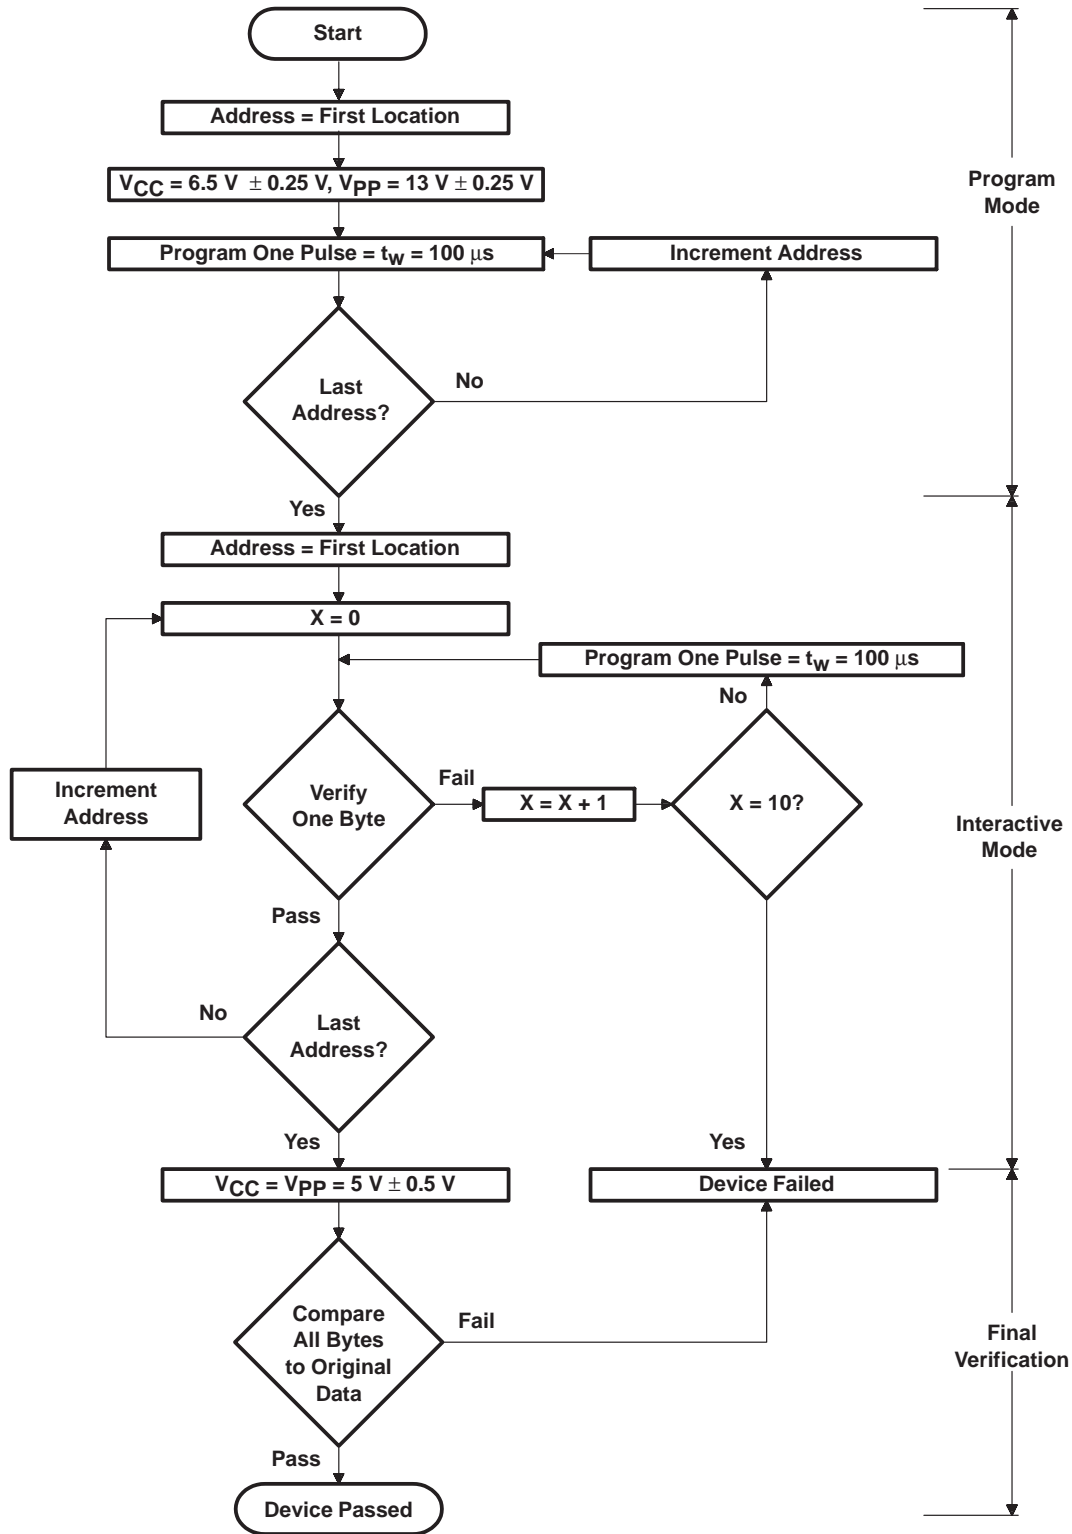 Start
Address = First Location
VCC = 6.5 V ± 0.25 V, VPP = 13 V ± 0.25 V
Program
Mode
Program One Pulse = tw = 100 μs
Increment Address
Last
Address?
No
Yes
Address = First Location
X = 0
Program One Pulse = tw = 100 μs
No
Increment
Address
Verify
One Byte
Fail
X = X + 1
X = 10?
Interactive
Mode
Pass
No
Last
Address?
Yes
Yes
VCC = VPP = 5 V ± 0.5 V
Device Failed
Compare
All Bytes
to Original
Data
Fail
Final
Verification
Pass
Device Passed